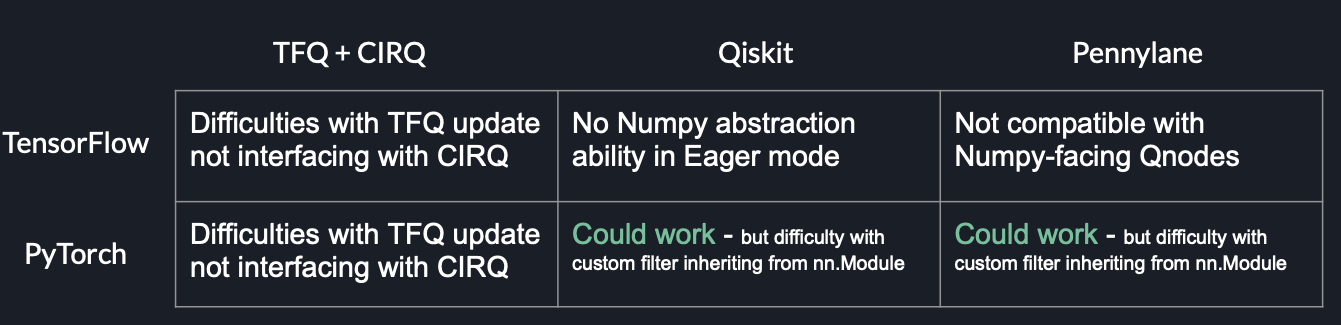 TFQ + CIRQ
Qiskit
Pennylane
TensorFlow
Difficulties with TFQ update
not interfacing with CIRQ
No Numpy abstraction
ability in Eager mode
Not compatible with
Numpy-facing Qnodes
PyTorch
Difficulties with TFQ update
not interfacing with CIRQ
Could work - but difficulty with
custom filter inheriting from nn.Module
Could work - but difficulty with
custom filter inheriting from nn.Module